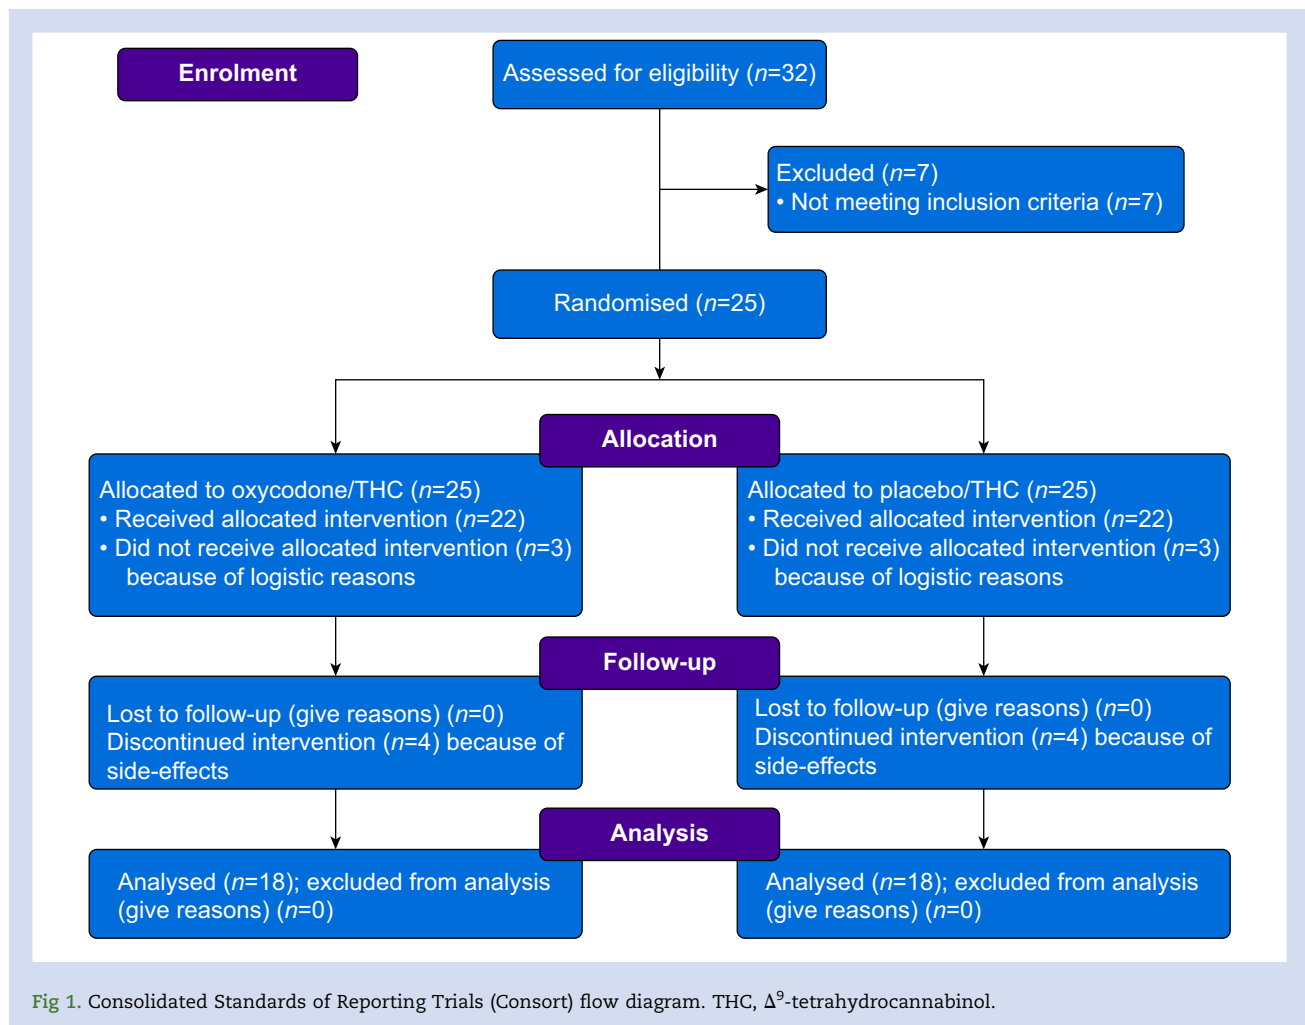 Enrolment
Assessed for eligibility (n=32)
Excluded (n=7)
• Not meeting inclusion criteria (n=7)
Randomised (n=25)
Allocation
Allocated to oxycodone/THC (n=25)
• Received allocated intervention (n=22)
• Did not receive allocated intervention (n=3)
because of logistic reasons
Allocated to placebo/THC (n=25)
• Received allocated intervention (n=22)
• Did not receive allocated intervention (n=3)
because of logistic reasons
Follow-up
Lost to follow-up (give reasons) (n=0)
Discontinued intervention (n=4) because of
side-effects
Lost to follow-up (give reasons) (n=0)
Discontinued intervention (n=4) because of
side-effects
Analysis
Analysed (n=18); excluded from analysis
(give reasons) (n=0)
Analysed (n=18); excluded from analysis
(give reasons) (n=0)
Fig 1. Consolidated Standards of Reporting Trials (Consort) flow diagram. THC, Δ⁹-tetrahydrocannabinol.